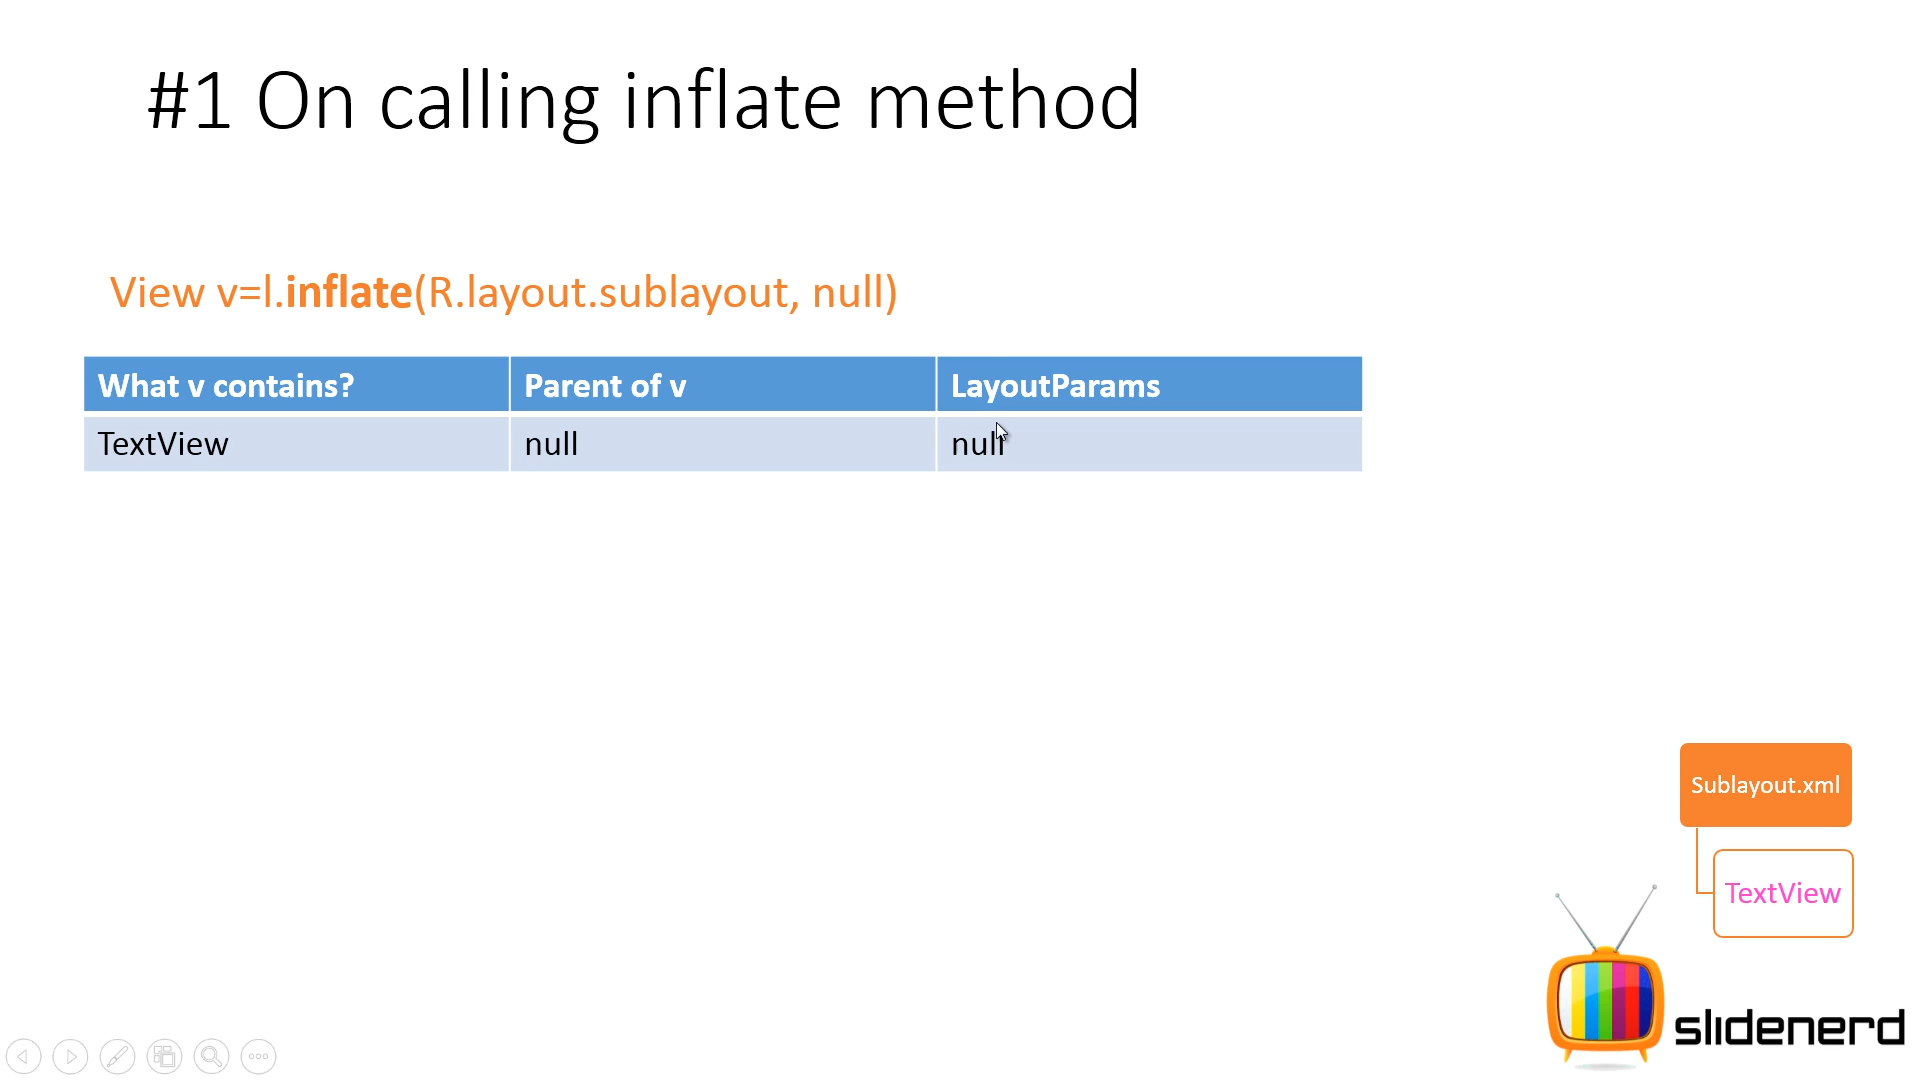 #1 On calling inflate method
View v=l.inflate(R.layout.sublayout, null)
What v contains? Parent of v LayoutParams
TextView null null
Sublayout.xml
TextView
slidenerd